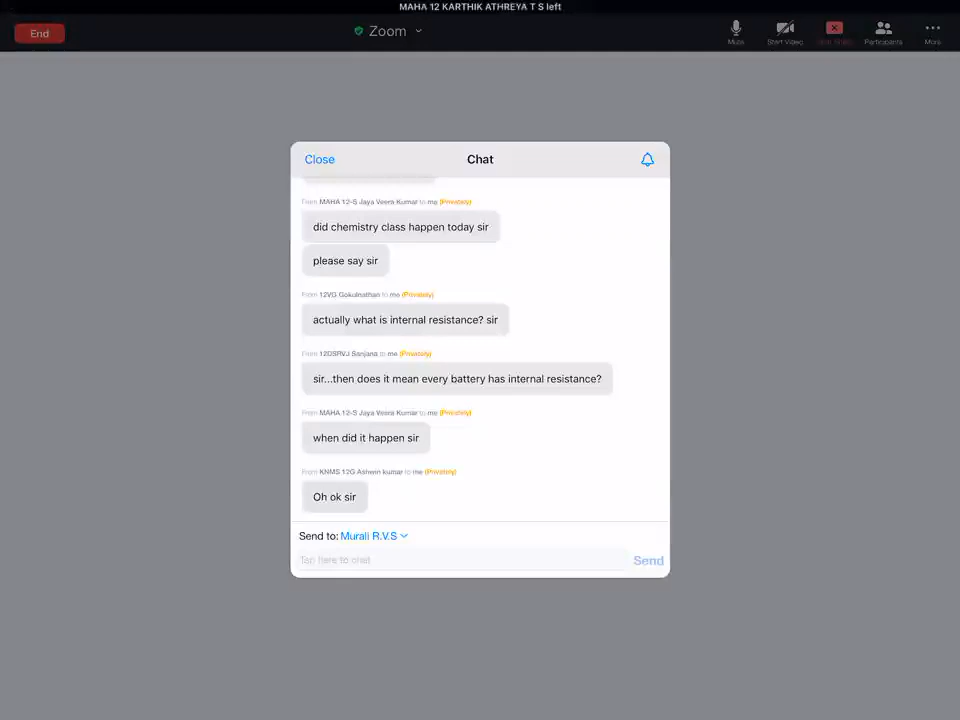 MAHA 12 KARTHIK ATHREYA T S left
End
Zoom
Mute
Start Video
Participants
More
Close
Chat
From MAHA 12-S Jaya Veera Kumar to me (Privately)
did chemistry class happen today sir
please say sir
From 12VG Gokulnathan to me (Privately)
actually what is internal resistance? sir
From 12DSRVJ Sanjana to me (Privately)
sir...then does it mean every battery has internal resistance?
From MAHA 12-S Jaya Veera Kumar to me (Privately)
when did it happen sir
From KNMS 12G Ashwin kumar to me (Privately)
Oh ok sir
Send to: Murali R.V.S
Tap here to chat
Send